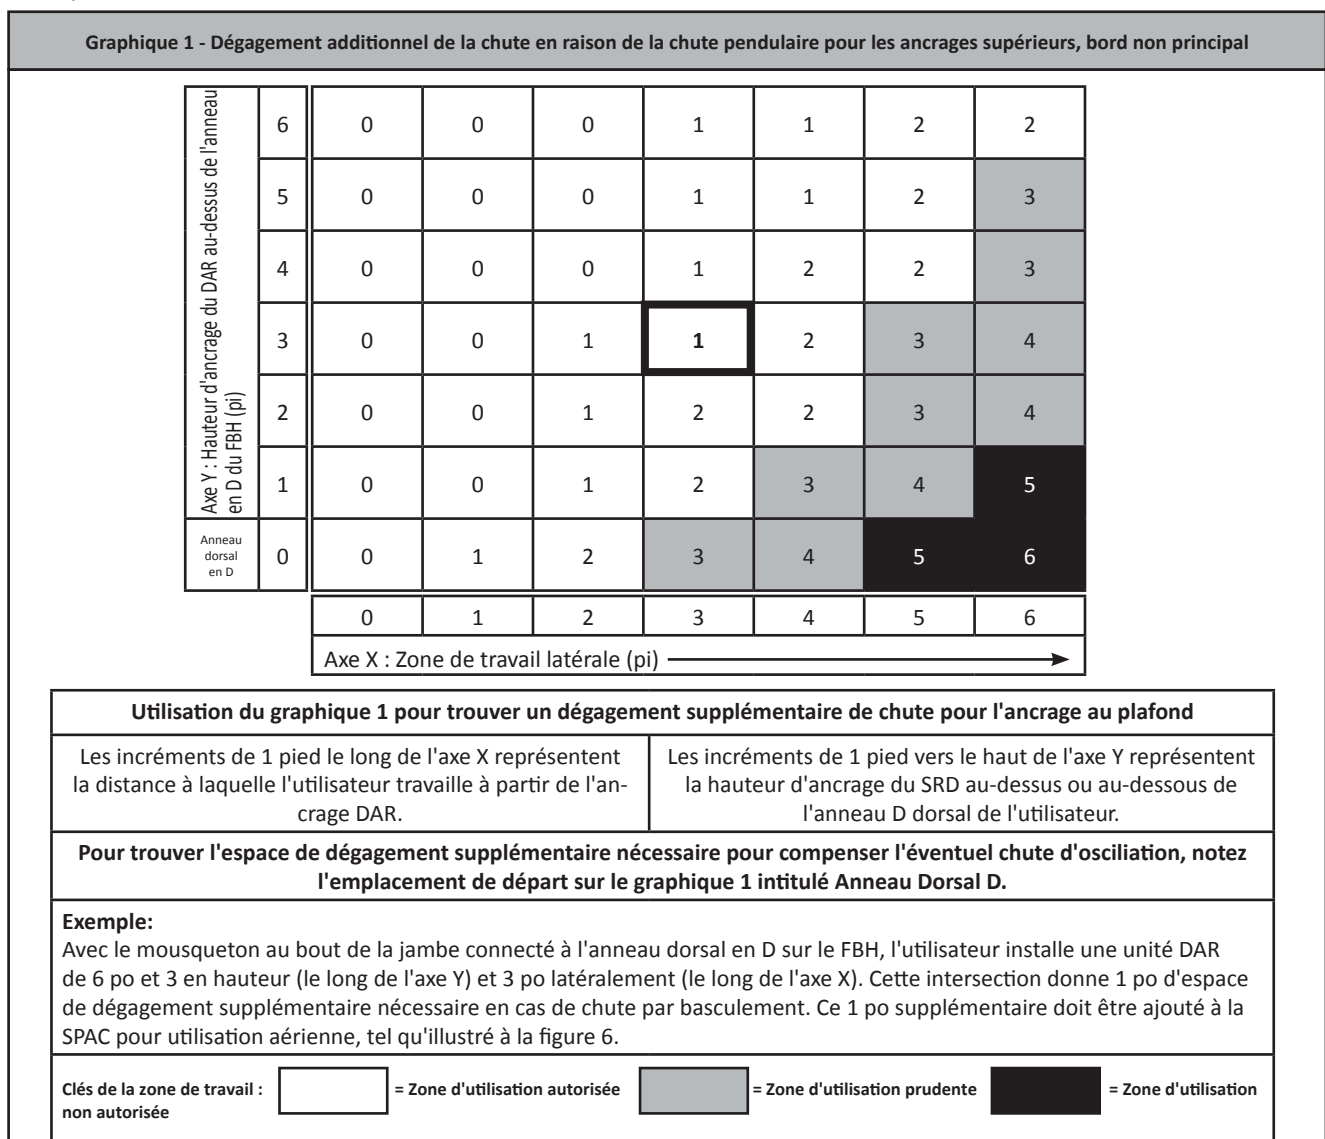 Graphique 1 - Dégagement additionnel de la chute en raison de la chute pendulaire pour les ancrages supérieurs, bord non principal
Axe Y : Hauteur d'ancrage du DAR au-dessus de l'anneau
en D du FBH (pi)
6 0 0 0 1 1 2 2
5 0 0 0 1 1 2 3
4 0 0 0 1 2 2 3
3 0 0 1 1 2 3 4
2 0 0 1 2 2 3 4
1 0 0 1 2 3 4 5
Anneau
dorsal
en D
0 0 1 2 3 4 5 6
0 1 2 3 4 5 6
Axe X : Zone de travail latérale (pi)
Utilisation du graphique 1 pour trouver un dégagement supplémentaire de chute pour l'ancrage au plafond
Les incréments de 1 pied le long de l'axe X représentent
la distance à laquelle l'utilisateur travaille à partir de l'an-
crage DAR.
Les incréments de 1 pied vers le haut de l'axe Y représentent
la hauteur d'ancrage du SRD au-dessus ou au-dessous de
l'anneau D dorsal de l'utilisateur.
Pour trouver l'espace de dégagement supplémentaire nécessaire pour compenser l'éventuel chute d'osciliation, notez
l'emplacement de départ sur le graphique 1 intitulé Anneau Dorsal D.
Exemple:
Avec le mousqueton au bout de la jambe connecté à l'anneau dorsal en D sur le FBH, l'utilisateur installe une unité DAR
de 6 po et 3 en hauteur (le long de l'axe Y) et 3 po latéralement (le long de l'axe X). Cette intersection donne 1 po d'espace
de dégagement supplémentaire nécessaire en cas de chute par basculement. Ce 1 po supplémentaire doit être ajouté à la
SPAC pour utilisation aérienne, tel qu'illustré à la figure 6.
Clés de la zone de travail : = Zone d'utilisation autorisée = Zone d'utilisation prudente = Zone d'utilisation
non autorisée